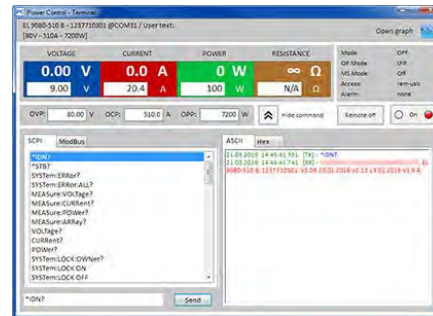 Power Control - Terminal
EL 9080-510 B - 1237710301 @COM31 / User text:
[80V - 510A - 7200W]
Open graph
VOLTAGE CURRENT POWER RESISTANCE
0.00 V 0.0 A 0 W ∞ Ω
9.00 V 20.4 A 100 W N/A Ω
Mode: OFF
Op Mode: UIP
MS Mode: Off
Access: rem-usb
Alarm: none
OVP: 80.00 V OCP: 510.0 A OPP: 7200 W Hide command Remote off On
SCPI ModBus
*IDN?
*STB?
SYSTem:ERRor?
SYSTem:ERRor:ALL?
MEASure:VOLTage?
MEASure:CURRent?
MEASure:POWer?
MEASure:ARRay?
VOLTage?
CURRent?
POWer?
SYSTem:LOCK:OWNer?
SYSTem:LOCK ON
SYSTem:LOCK OFF
*IDN? Send
ASCII Hex
21.03.2016 14:46:41.731 [TX] - *IDN?
21.03.2016 14:46:41.741 [RX] -